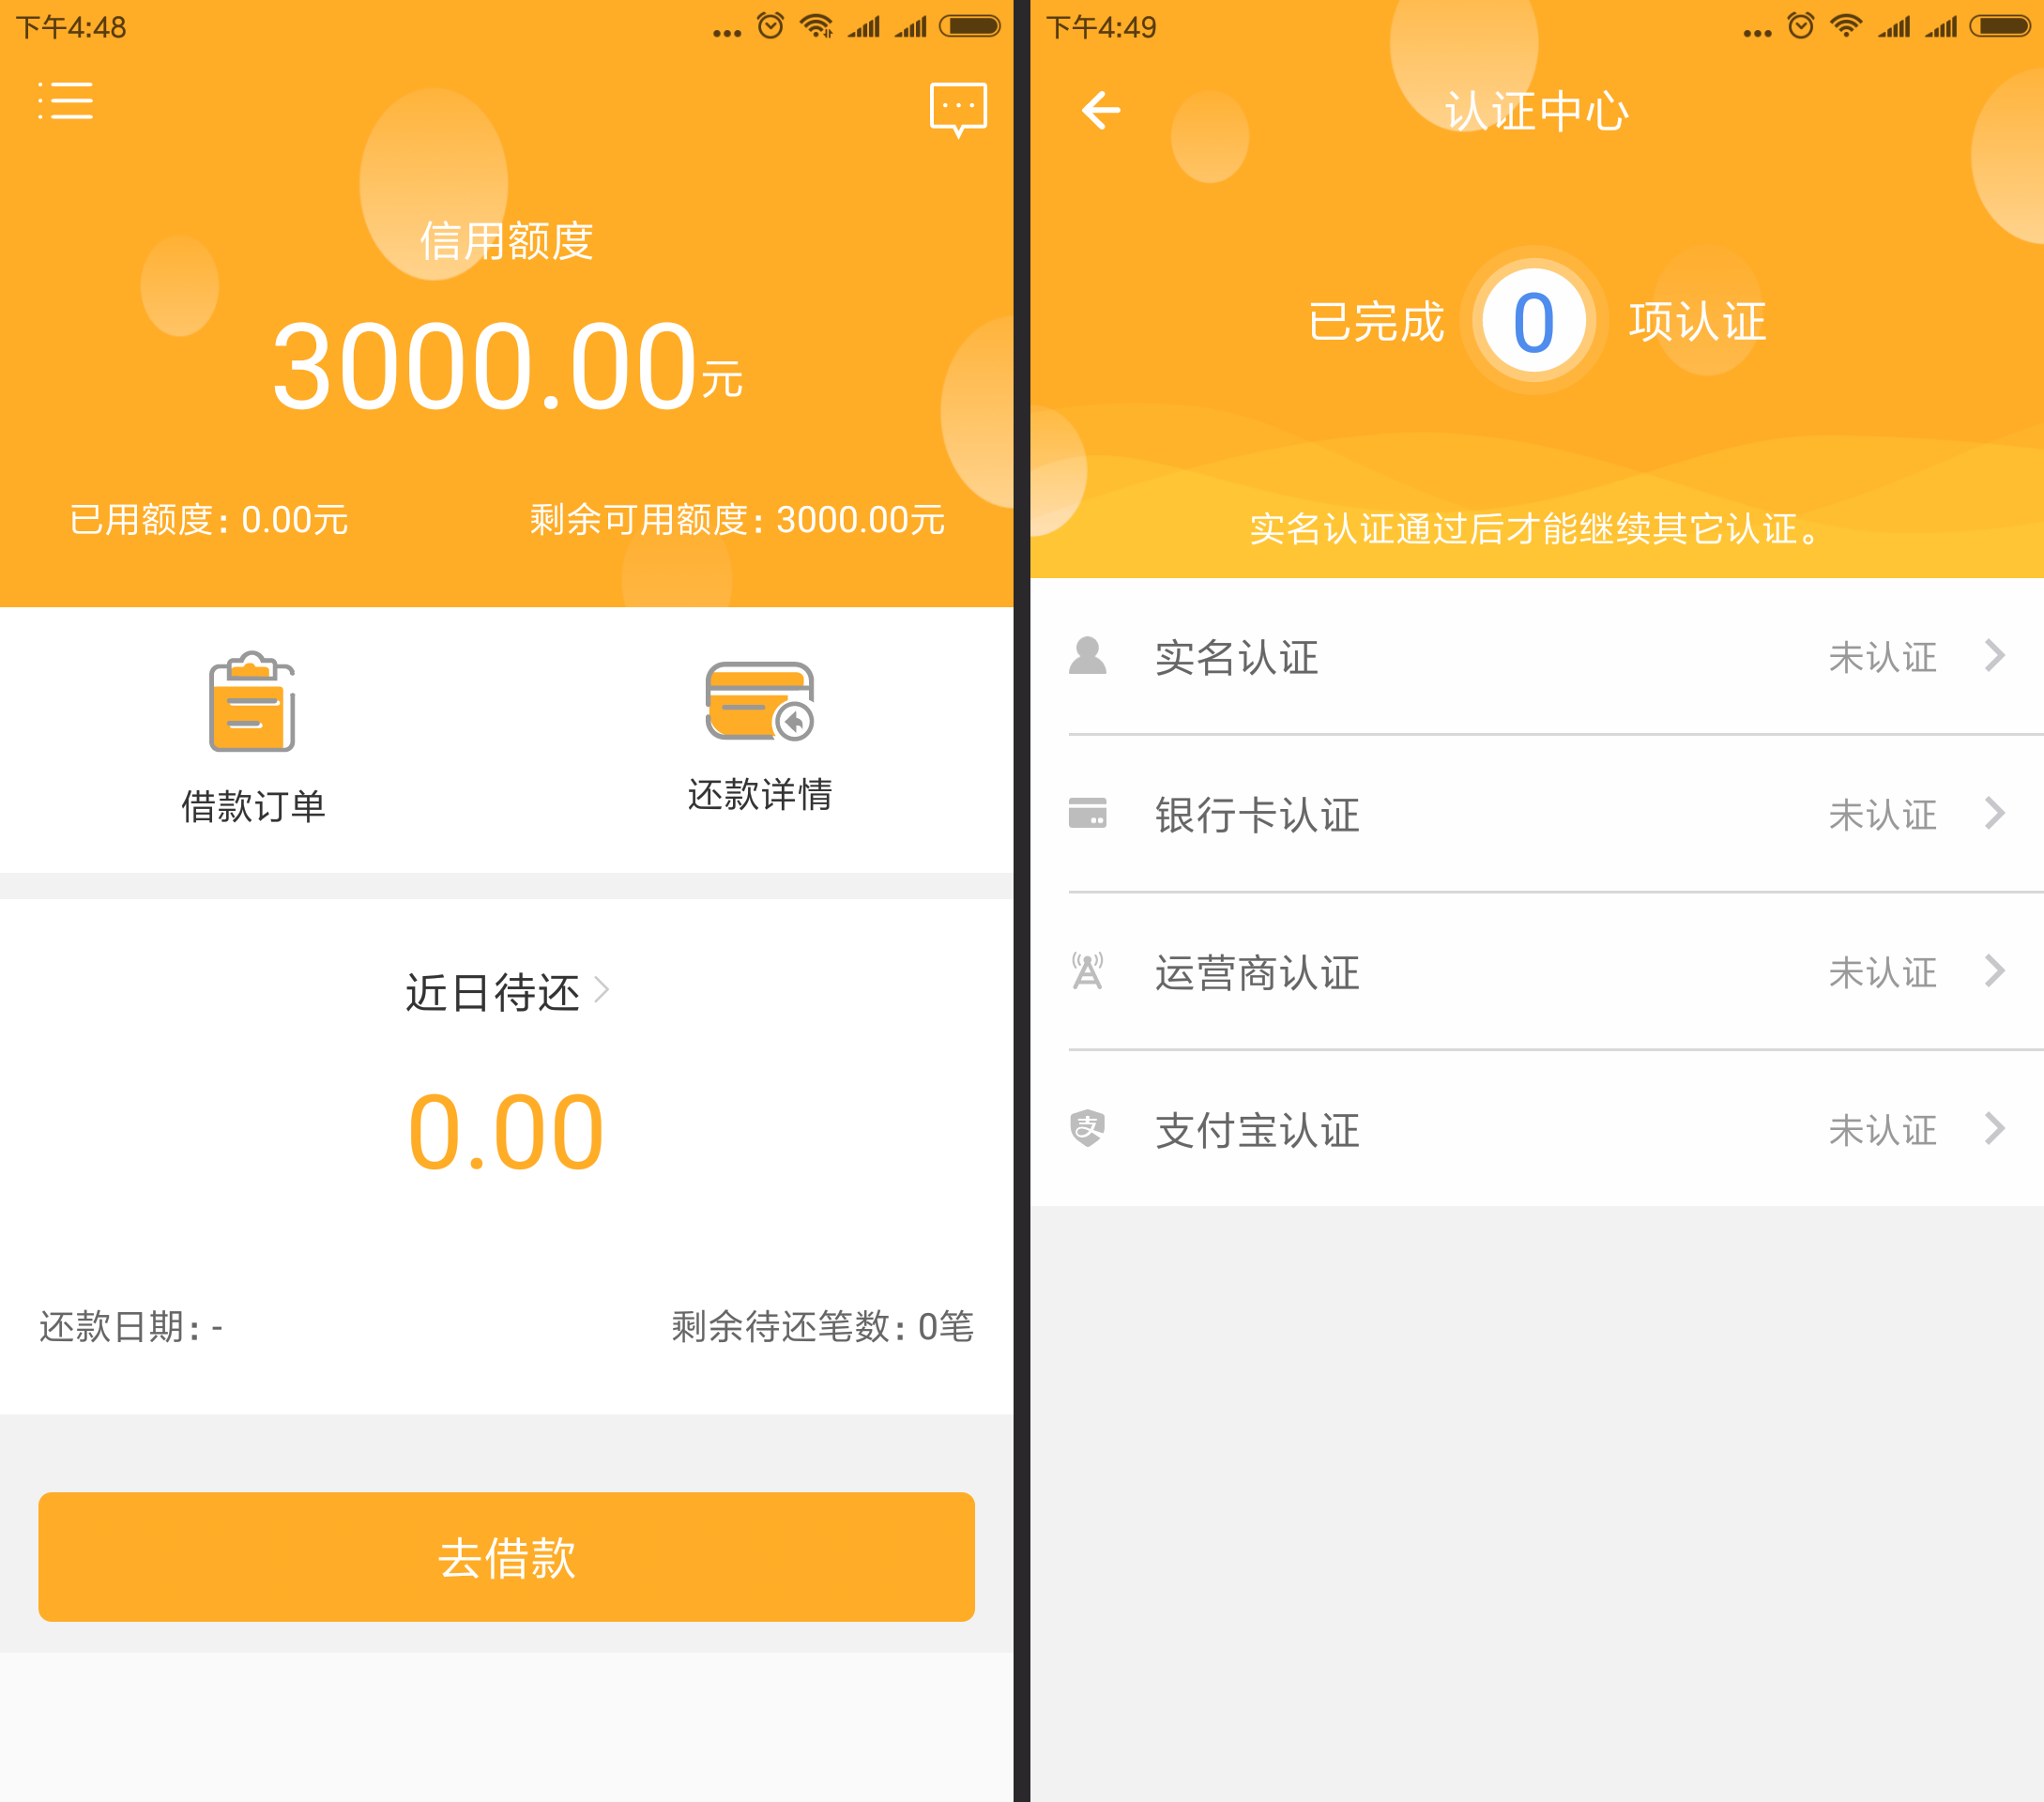 下午4:48
信用额度
3000.00元
已用额度: 0.00元
剩余可用额度: 3000.00元
借款订单
还款详情
近日待还
0.00
还款日期: -
剩余待还笔数: 0笔
去借款
下午4:49
认证中心
已完成 0 项认证
实名认证通过后才能继续其它认证。
实名认证 未认证
银行卡认证 未认证
运营商认证 未认证
支付宝认证 未认证